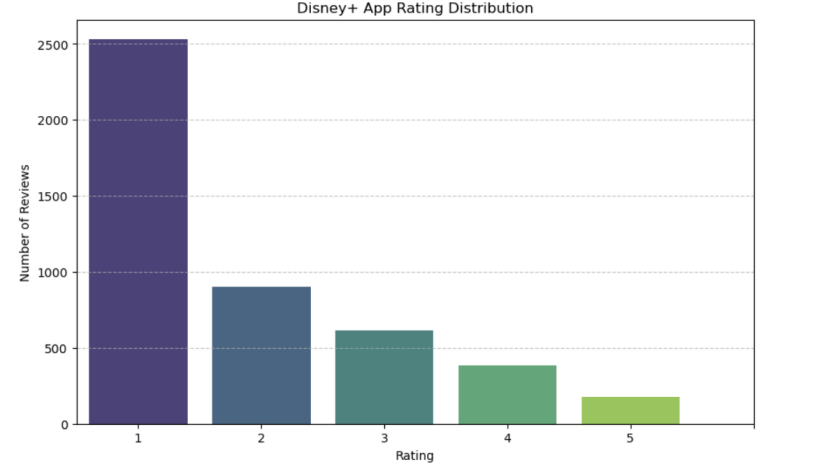 Disney+ App Rating Distribution
Number of Reviews
2500
2000
1500
1000
500
0
1 2 3 4 5
Rating